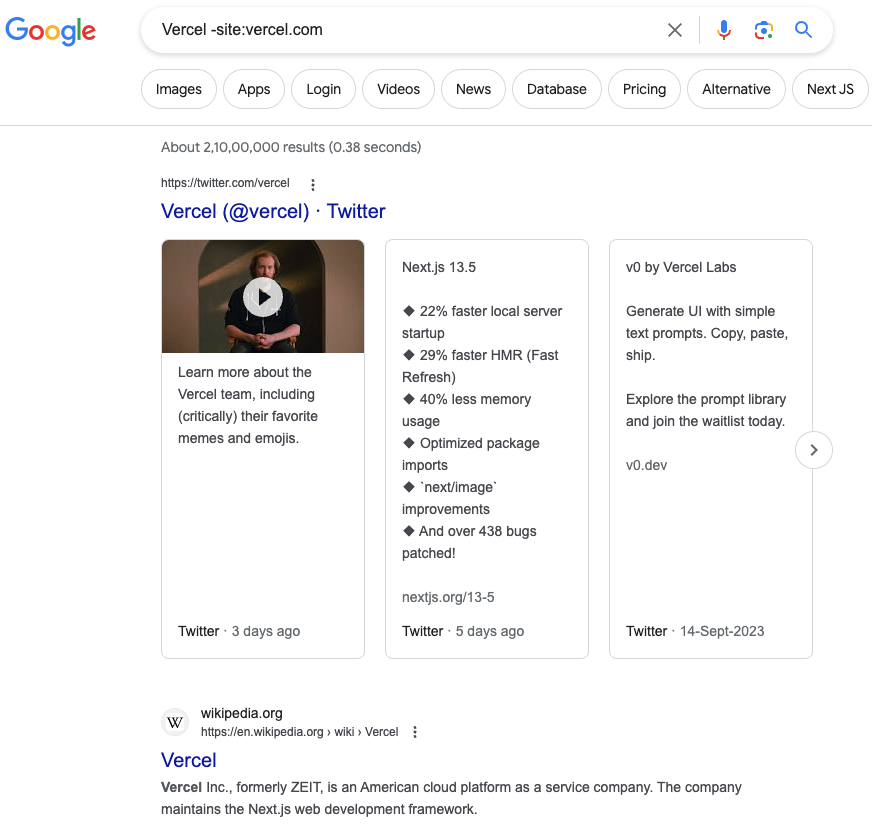 Google
Vercel -site:vercel.com
Images
Apps
Login
Videos
News
Database
Pricing
Alternative
Next JS
About 2,10,00,000 results (0.38 seconds)
https://twitter.com/vercel
Vercel (@vercel) · Twitter
Learn more about the
Vercel team, including
(critically) their favorite
memes and emojis.
Twitter · 3 days ago
Next.js 13.5
◆ 22% faster local server
startup
◆ 29% faster HMR (Fast
Refresh)
◆ 40% less memory
usage
◆ Optimized package
imports
◆ `next/image`
improvements
◆ And over 438 bugs
patched!
nextjs.org/13-5
Twitter · 5 days ago
v0 by Vercel Labs
Generate UI with simple
text prompts. Copy, paste,
ship.
Explore the prompt library
and join the waitlist today.
v0.dev
Twitter · 14-Sept-2023
W
wikipedia.org
https://en.wikipedia.org › wiki › Vercel
Vercel
Vercel Inc., formerly ZEIT, is an American cloud platform as a service company. The company
maintains the Next.js web development framework.